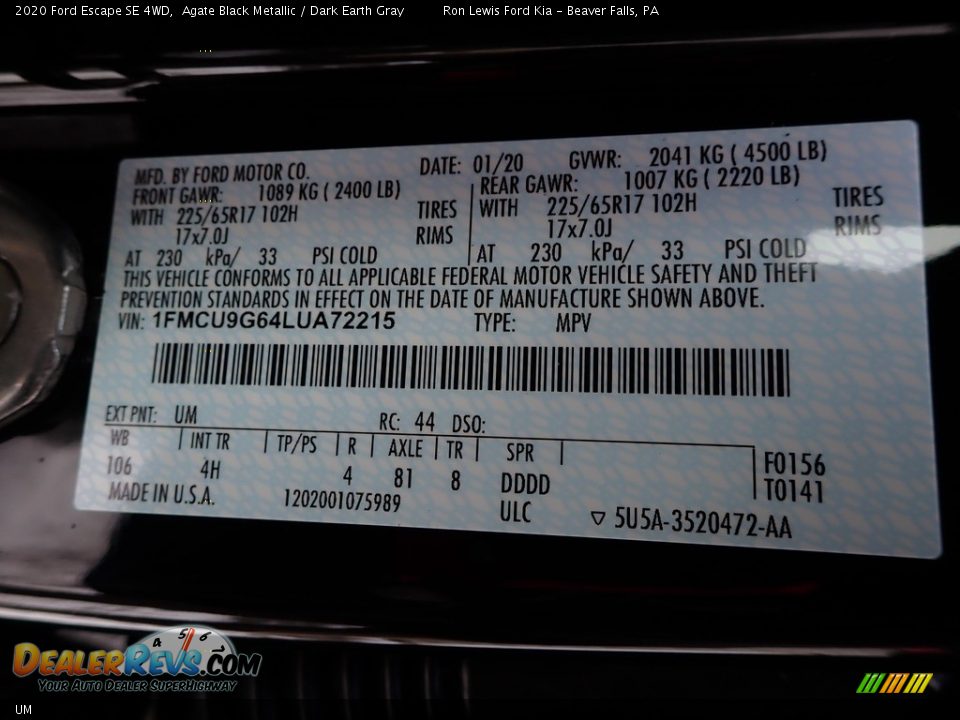 2020 Ford Escape SE 4WD,  Agate Black Metallic / Dark Earth Gray          Ron Lewis Ford Kia - Beaver Falls, PA
MFD. BY FORD MOTOR CO. DATE: 01/20 GVWR: 2041 KG ( 4500 LB)
FRONT GAWR: 1089 KG ( 2400 LB) REAR GAWR: 1007 KG ( 2220 LB)
WITH 225/65R17 102H TIRES WITH 225/65R17 102H TIRES
17x7.0J RIMS 17x7.0J RIMS
AT 230 kPa/ 33 PSI COLD AT 230 kPa/ 33 PSI COLD
THIS VEHICLE CONFORMS TO ALL APPLICABLE FEDERAL MOTOR VEHICLE SAFETY AND THEFT
PREVENTION STANDARDS IN EFFECT ON THE DATE OF MANUFACTURE SHOWN ABOVE.
VIN: 1FMCU9G64LUA72215 TYPE: MPV
EXT PNT: UM RC: 44 DSO:
WB INT TR TP/PS R AXLE TR SPR F0156
106 4H 4 81 8 DDDD T0141
MADE IN U.S.A. 1202001075989 ULC ▽ 5U5A-3520472-AA
4 5 6
DEALERREVS.COM
YOUR AUTO DEALER SUPERHIGHWAY
UM